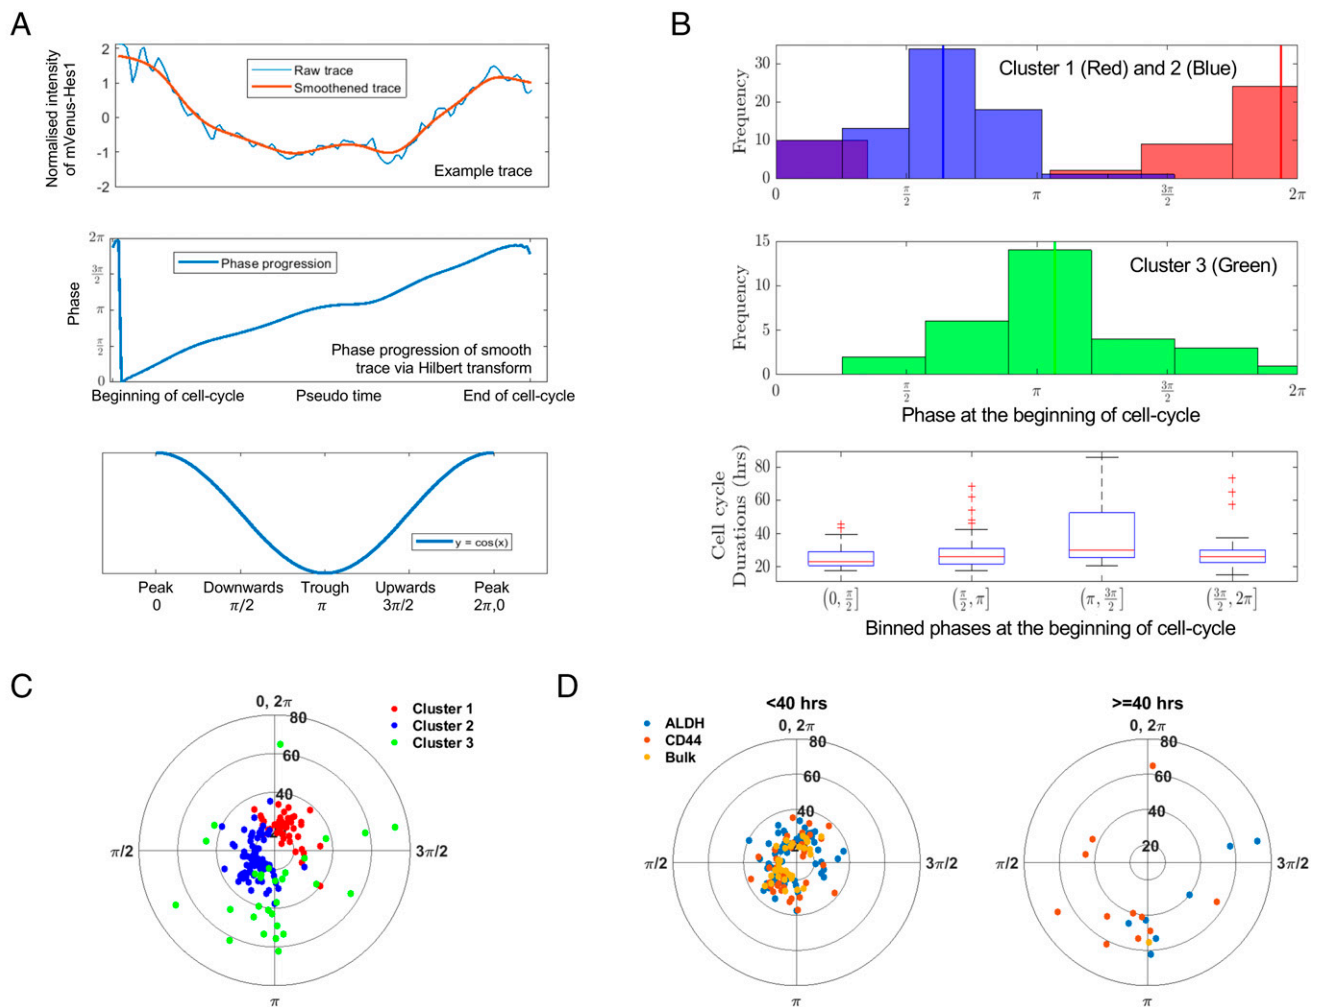 A
Normalised intensity
of mVenus-Hes1
2
1
0
-1
-2
Raw trace
Smoothened trace
Example trace
Phase
2π
3π/2
π
π/2
0
Phase progression
Phase progression of smooth
trace via Hilbert transform
Beginning of cell-cycle Pseudo time End of cell-cycle
y = cos(x)
Peak Downwards Trough Upwards Peak
0 π/2 π 3π/2 2π,0
B
Frequency
30
20
10
0
Cluster 1 (Red) and 2 (Blue)
0 π/2 π 3π/2 2π
Frequency
15
10
5
0
Cluster 3 (Green)
0 π/2 π 3π/2 2π
Phase at the beginning of cell-cycle
Cell cycle
Durations (hrs)
80
60
40
20
(0, π/2] (π/2, π] (π, 3π/2] (3π/2, 2π]
Binned phases at the beginning of cell-cycle
C
0, 2π
80
60
40
π/2
3π/2
π
Cluster 1
Cluster 2
Cluster 3
D
<40 hrs
0, 2π
ALDH
CD44
Bulk
80
60
40
π/2
3π/2
π
>=40 hrs
0, 2π
80
60
40
20
π/2
3π/2
π